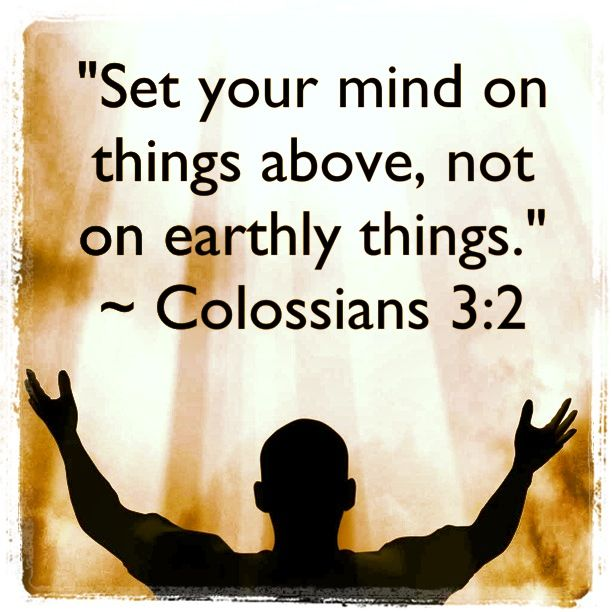 "Set your mind on
things above, not
on earthly things."
~ Colossians 3:2